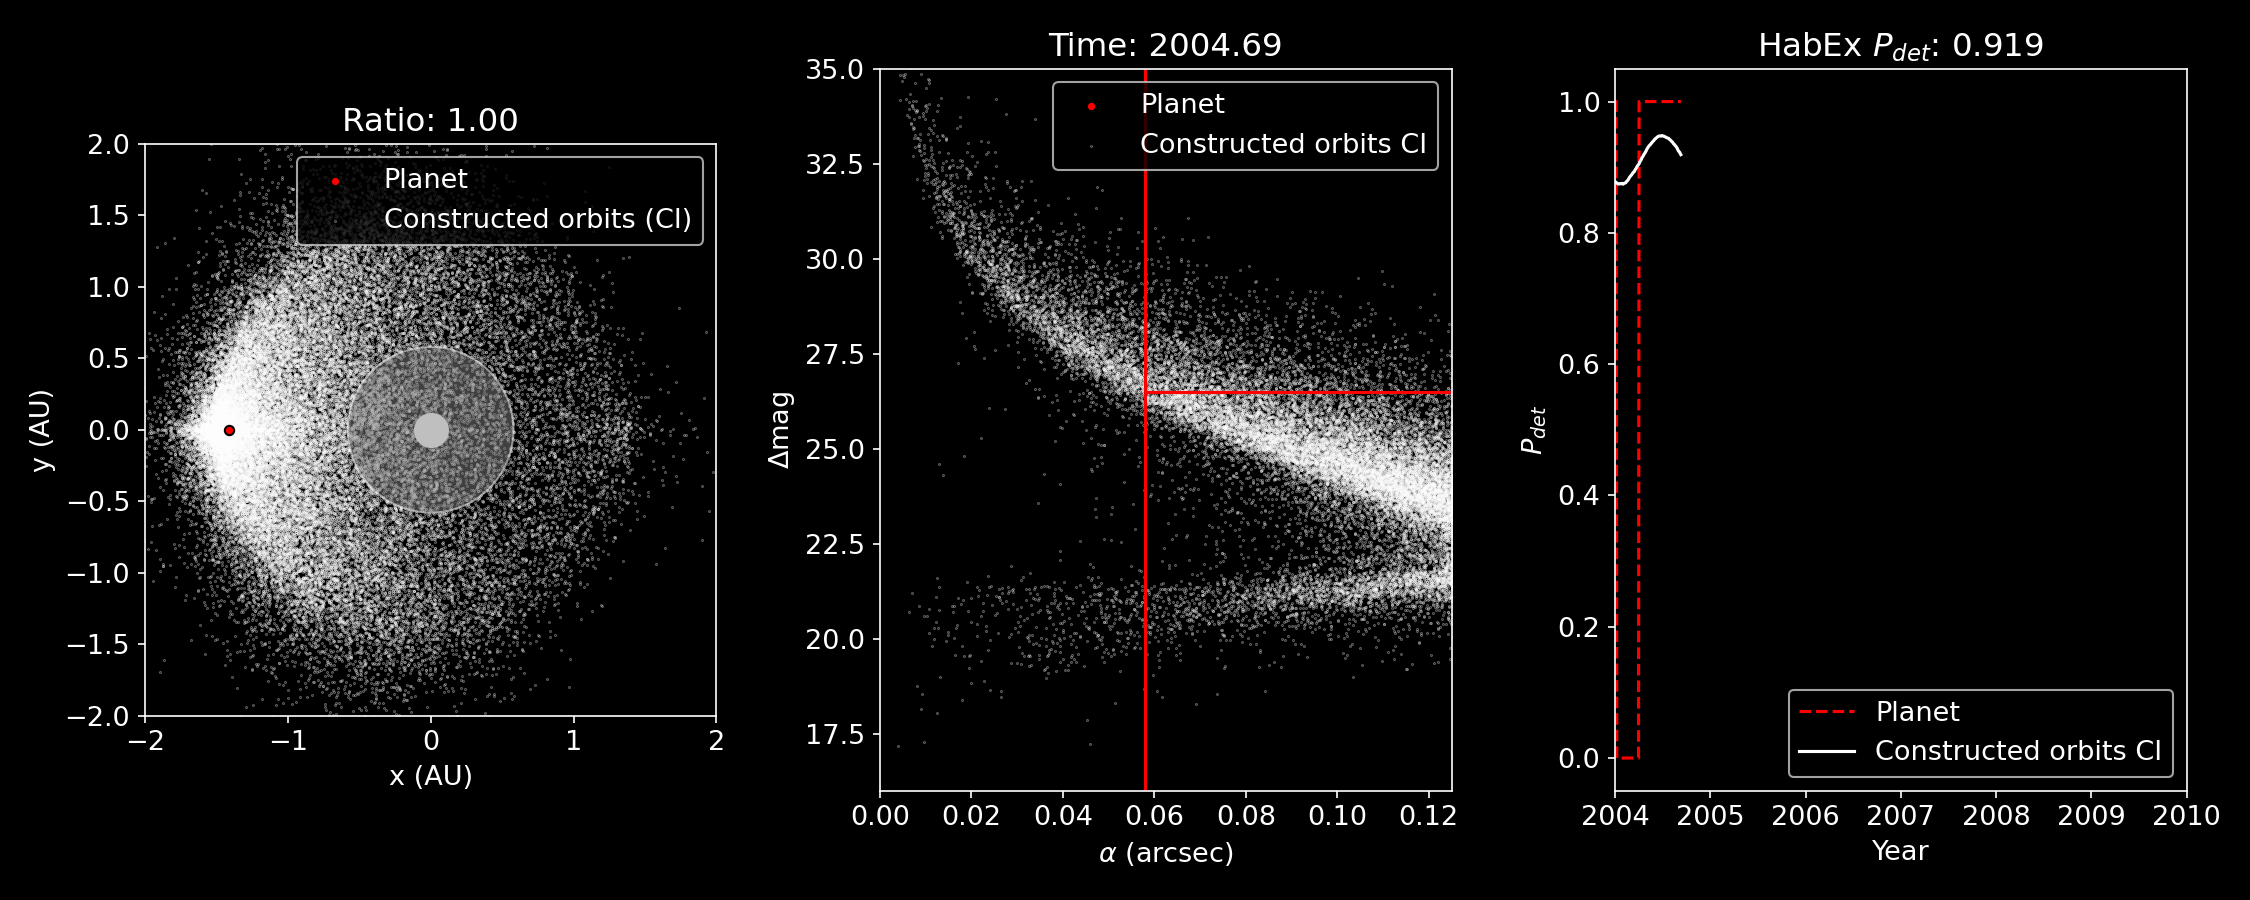 Ratio: 1.00
2.0
1.5
1.0
0.5
0.0
−0.5
−1.0
−1.5
−2.0
−2
−1
0
1
2
x (AU)
y (AU)
Planet
Constructed orbits (CI)
Time: 2004.69
35.0
32.5
30.0
27.5
25.0
22.5
20.0
17.5
0.00
0.02
0.04
0.06
0.08
0.10
0.12
α (arcsec)
Δmag
Planet
Constructed orbits CI
HabEx P_det: 0.919
1.0
0.8
0.6
0.4
0.2
0.0
2004
2005
2006
2007
2008
2009
2010
Year
P_det
Planet
Constructed orbits CI